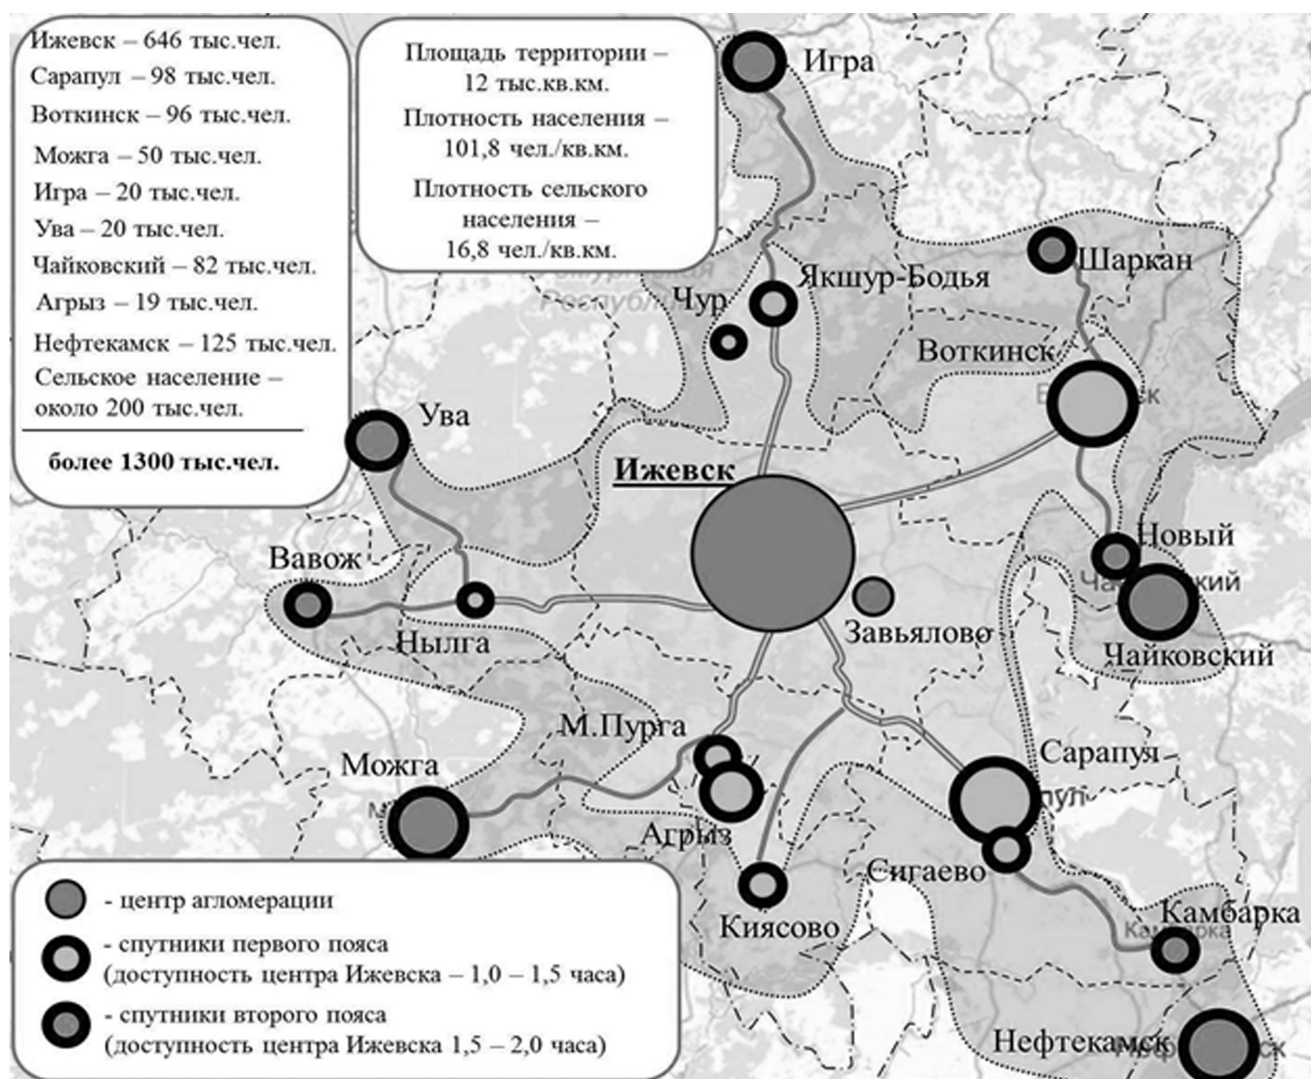 Ижевск – 646 тыс.чел.
Сарапул – 98 тыс.чел.
Воткинск – 96 тыс.чел.
Можга – 50 тыс.чел.
Игра – 20 тыс.чел.
Ува – 20 тыс.чел.
Чайковский – 82 тыс.чел.
Агрыз – 19 тыс.чел.
Нефтекамск – 125 тыс.чел.
Сельское население –
около 200 тыс.чел.
более 1300 тыс.чел.
Площадь территории –
12 тыс.кв.км.
Плотность населения –
101,8 чел./кв.км.
Плотность сельского
населения –
16,8 чел./кв.км.
Игра
Шаркан
Якшур-Бодья
Республика
Чур
Воткинск
Ува
Ижевск
Новый
Вавож
Нылга
Завьялово
Чайковский
М.Пурга
Сарапул
Можга
Агрыз
Сигаево
Киясово
Камбарка
Камбарка
Нефтекамск
- центр агломерации
- спутники первого пояса
(доступность центра Ижевска – 1,0 – 1,5 часа)
- спутники второго пояса
(доступность центра Ижевска 1,5 – 2,0 часа)